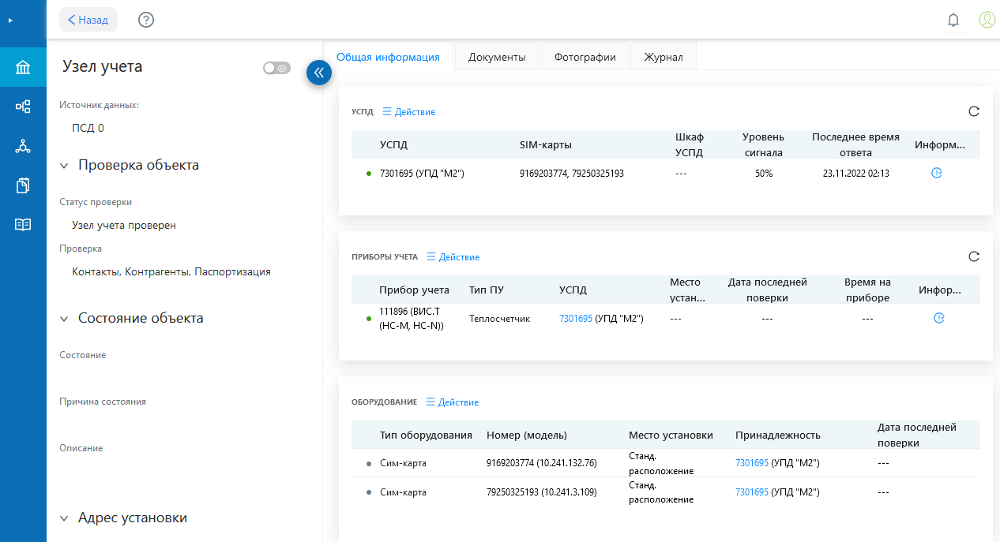 Назад
Узел учета
Источник данных:
ПСД 0
Проверка объекта
Статус проверки
Узел учета проверен
Проверка
Контакты, Контрагенты, Паспортизация
Состояние объекта
Состояние
Причина состояния
Описание
Адрес установки
Общая информация Документы Фотографии Журнал
УСПД Действие
УСПД SIM-карты Шкаф УСПД Уровень сигнала Последнее время ответа Информ...
7301695 (УПД "М2") 9169203774, 79250325193 --- 50% 23.11.2022 02:13
ПРИБОРЫ УЧЕТА Действие
Прибор учета Тип ПУ УСПД Место устан... Дата последней поверки Время на приборе Инфор...
111896 (ВИС.Т (НС-М, НС-N)) Теплосчетчик 7301695 (УПД "М2") --- --- ---
ОБОРУДОВАНИЕ Действие
Тип оборудования Номер (модель) Место установки Принадлежность Дата последней поверки
Сим-карта 9169203774 (10.241.132.76) Станд. расположение 7301695 (УПД "М2") ---
Сим-карта 79250325193 (10.241.3.109) Станд. расположение 7301695 (УПД "М2") ---